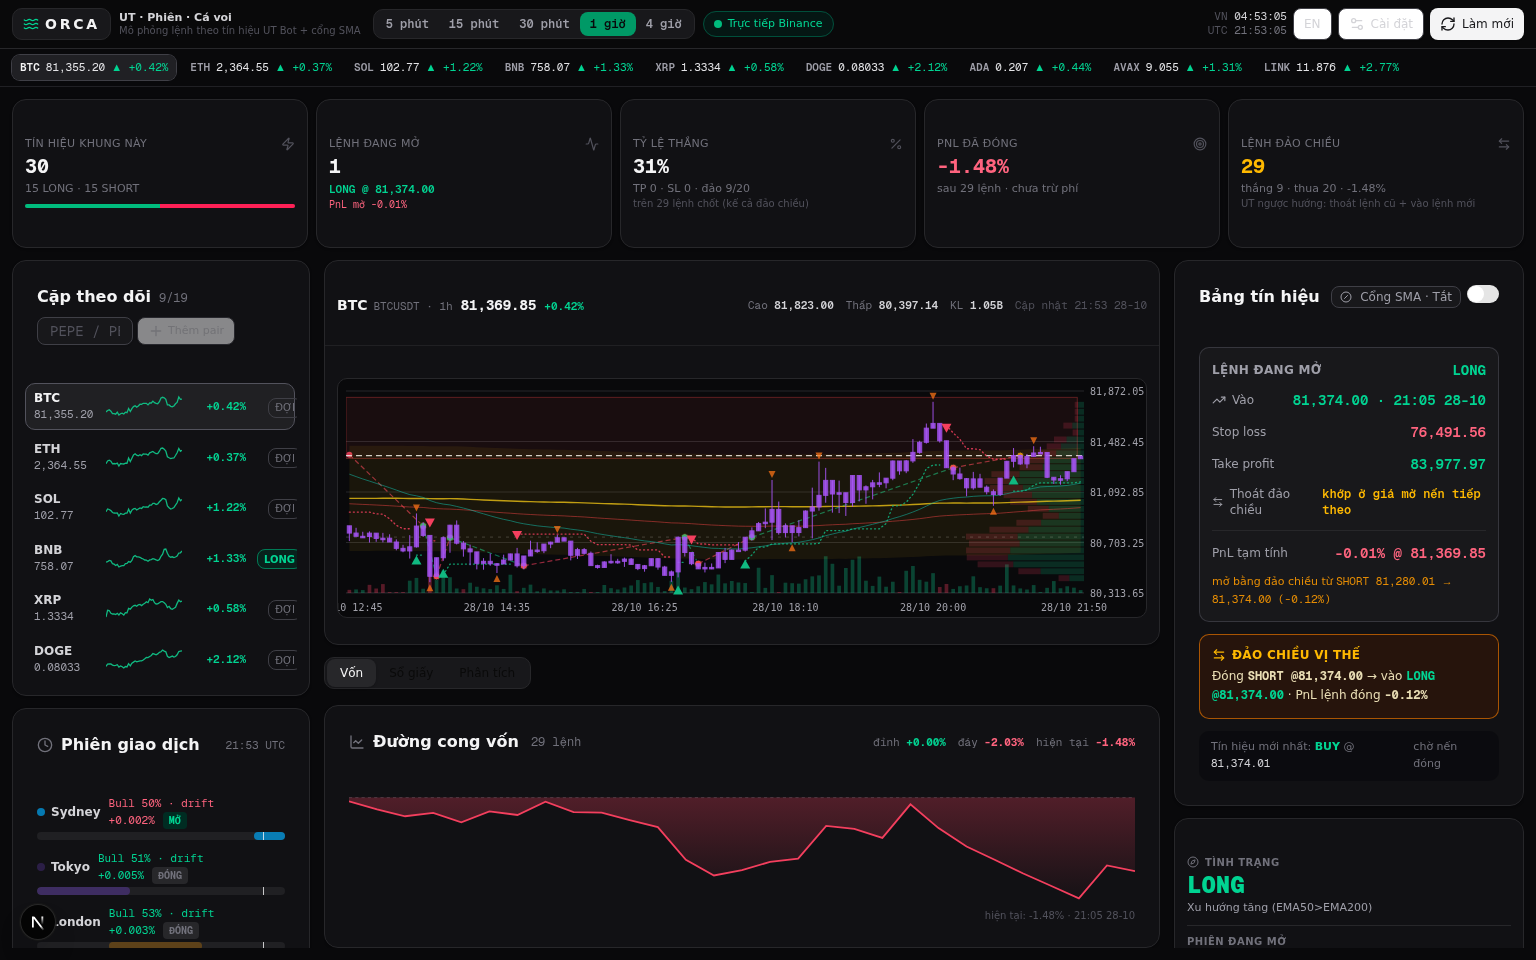 ORCA
UT · Phiên · Cá voi
Mô phỏng lệnh theo tín hiệu UT Bot + cổng SMA
5 phút 15 phút 30 phút 1 giờ 4 giờ
Trực tiếp Binance
VN 04:53:05
UTC 21:53:05
EN
Cài đặt
Làm mới
BTC 81,355.20 ▲ +0.42%
ETH 2,364.55 ▲ +0.37%
SOL 102.77 ▲ +1.22%
BNB 758.07 ▲ +1.33%
XRP 1.3334 ▲ +0.58%
DOGE 0.08033 ▲ +2.12%
ADA 0.207 ▲ +0.44%
AVAX 9.055 ▲ +1.31%
LINK 11.876 ▲ +2.77%
TÍN HIỆU KHUNG NÀY
30
15 LONG · 15 SHORT
LỆNH ĐANG MỞ
1
LONG @ 81,374.00
PnL mở -0.01%
TỶ LỆ THẮNG
31%
TP 0 · SL 0 · đảo 9/20
trên 29 lệnh chốt (kể cả đảo chiều)
PNL ĐÃ ĐÓNG
-1.48%
sau 29 lệnh · chưa trừ phí
LỆNH ĐẢO CHIỀU
29
thắng 9 · thua 20 · -1.48%
UT ngược hướng: thoát lệnh cũ + vào lệnh mới
Cặp theo dõi 9/19
PEPE / PI
Thêm pair
BTC
81,355.20
+0.42%
ĐỢI
ETH
2,364.55
+0.37%
ĐỢI
SOL
102.77
+1.22%
ĐỢI
BNB
758.07
+1.33%
LONG
XRP
1.3334
+0.58%
ĐỢI
DOGE
0.08033
+2.12%
ĐỢI
Phiên giao dịch 21:53 UTC
Sydney Bull 50% · drift
+0.002% MỞ
Tokyo Bull 51% · drift
+0.005% ĐÓNG
London Bull 53% · drift
+0.003% ĐÓNG
BTC BTCUSDT · 1h 81,369.85 +0.42%
Cao 81,823.00 Thấp 80,397.14 KL 1.05B Cập nhật 21:53 28-10
81,872.05
81,482.45
81,092.85
80,703.25
80,313.65
0 12:45 28/10 14:35 28/10 16:25 28/10 18:10 28/10 20:00 28/10 21:50
Vốn Số giây Phân tích
Đường cong vốn 29 lệnh
đỉnh +0.00% đáy -2.03% hiện tại -1.48%
hiện tại: -1.48% · 21:05 28-10
Bảng tín hiệu
Cổng SMA · Tắt
LỆNH ĐANG MỞ LONG
Vào 81,374.00 · 21:05 28-10
Stop loss 76,491.56
Take profit 83,977.97
Thoát đảo chiều
khớp ở giá mở nến tiếp theo
PnL tạm tính -0.01% @ 81,369.85
mở bằng đảo chiều từ SHORT 81,280.01 →
81,374.00 (-0.12%)
ĐẢO CHIỀU VỊ THẾ
Đóng SHORT @81,374.00 → vào LONG
@81,374.00 · PnL lệnh đóng -0.12%
Tín hiệu mới nhất: BUY @
81,374.01
chờ nến
đóng
TÌNH TRẠNG
LONG
Xu hướng tăng (EMA50>EMA200)
PHIÊN ĐANG MỞ